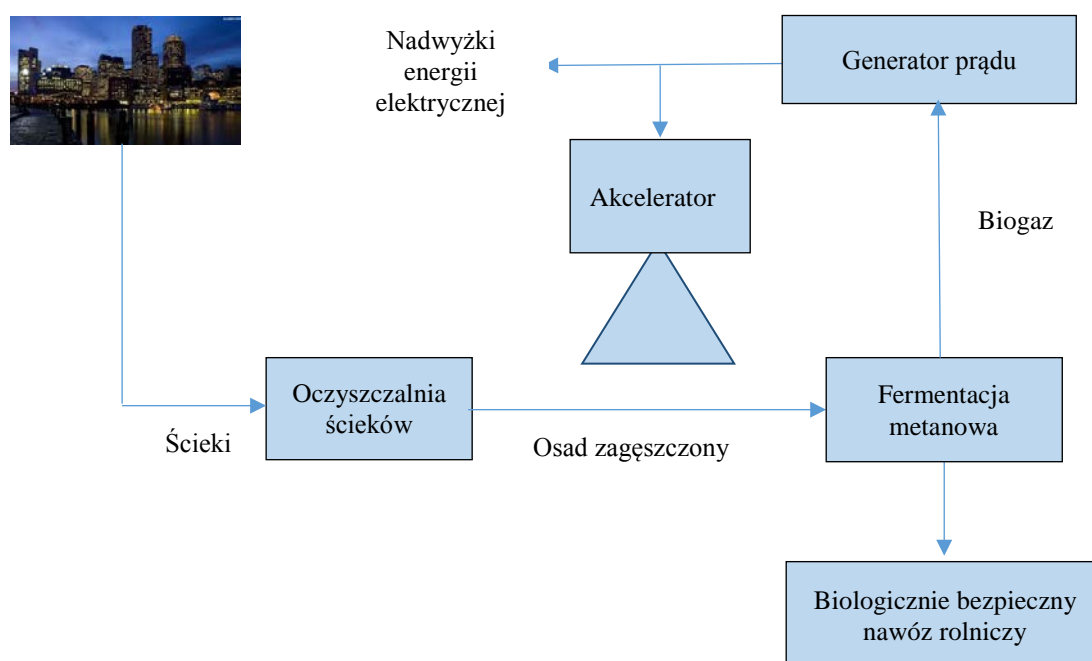 Nadwyżki
energii
elektrycznej
Generator prądu
Akcelerator
Biogaz
Oczyszczalnia
ścieków
Fermentacja
metanowa
Ścieki
Osad zagęszczony
Biologicznie bezpieczny
nawóz rolniczy